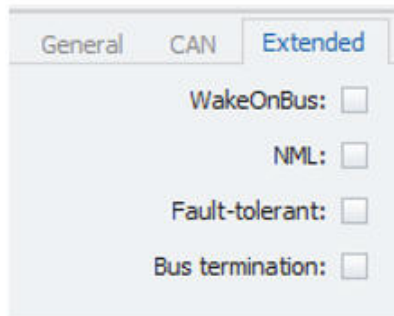 General CAN Extended
WakeOnBus:
NML:
Fault-tolerant:
Bus termination: